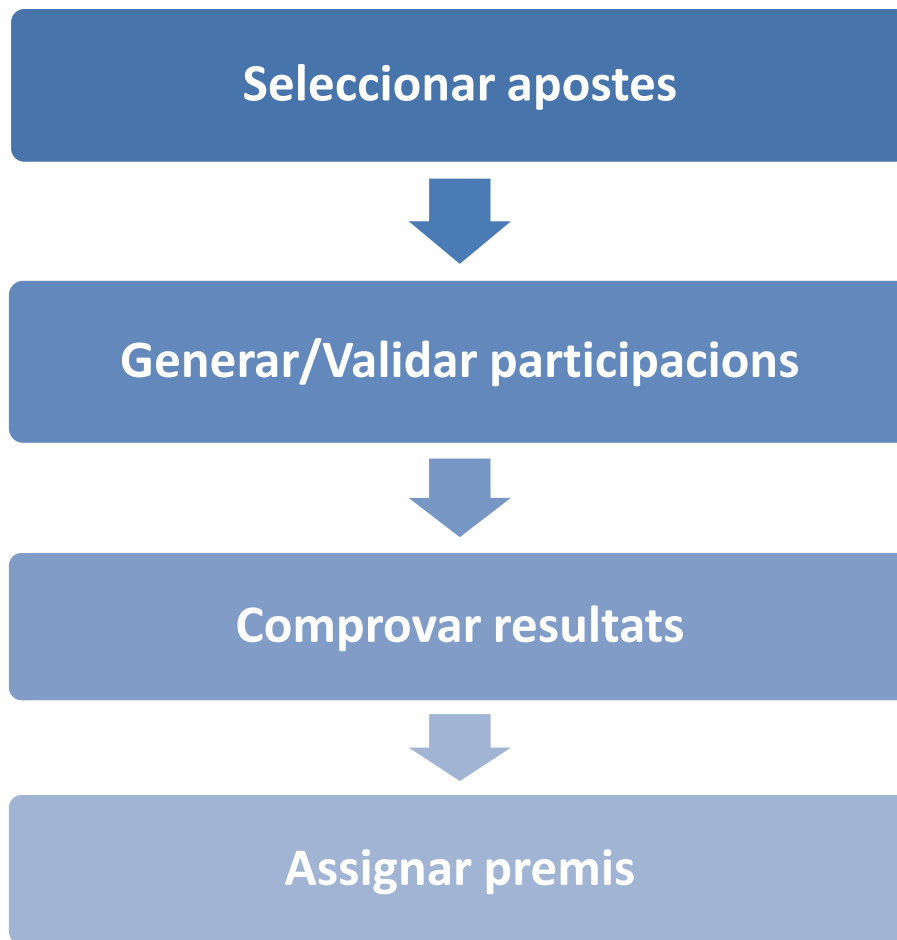 Seleccionar apostes
Generar/Validar participacions
Comprovar resultats
Assignar premis